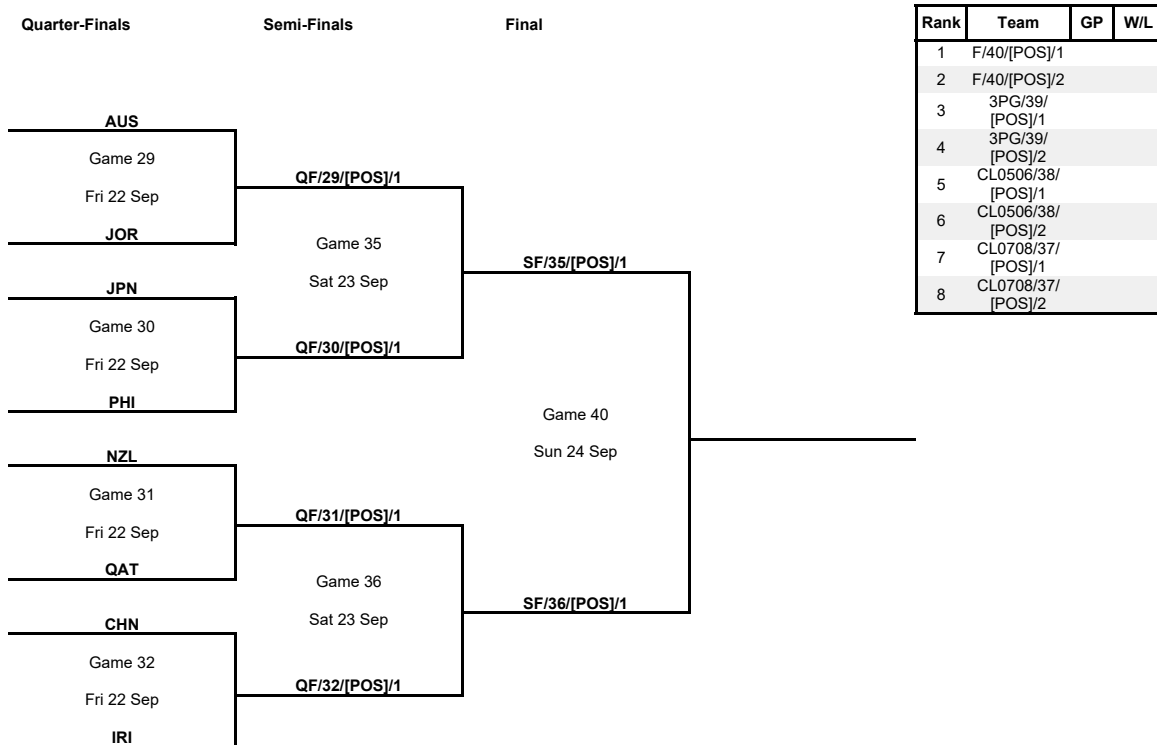 Quarter-Finals Semi-Finals Final
AUS
Game 29
Fri 22 Sep
JOR
JPN
Game 30
Fri 22 Sep
PHI
NZL
Game 31
Fri 22 Sep
QAT
CHN
Game 32
Fri 22 Sep
IRI
QF/29/[POS]/1
Game 35
Sat 23 Sep
QF/30/[POS]/1
QF/31/[POS]/1
Game 36
Sat 23 Sep
QF/32/[POS]/1
SF/35/[POS]/1
Game 40
Sun 24 Sep
SF/36/[POS]/1
Rank Team GP W/L
1 F/40/[POS]/1
2 F/40/[POS]/2
3 3PG/39/
[POS]/1
4 3PG/39/
[POS]/2
5 CL0506/38/
[POS]/1
6 CL0506/38/
[POS]/2
7 CL0708/37/
[POS]/1
8 CL0708/37/
[POS]/2